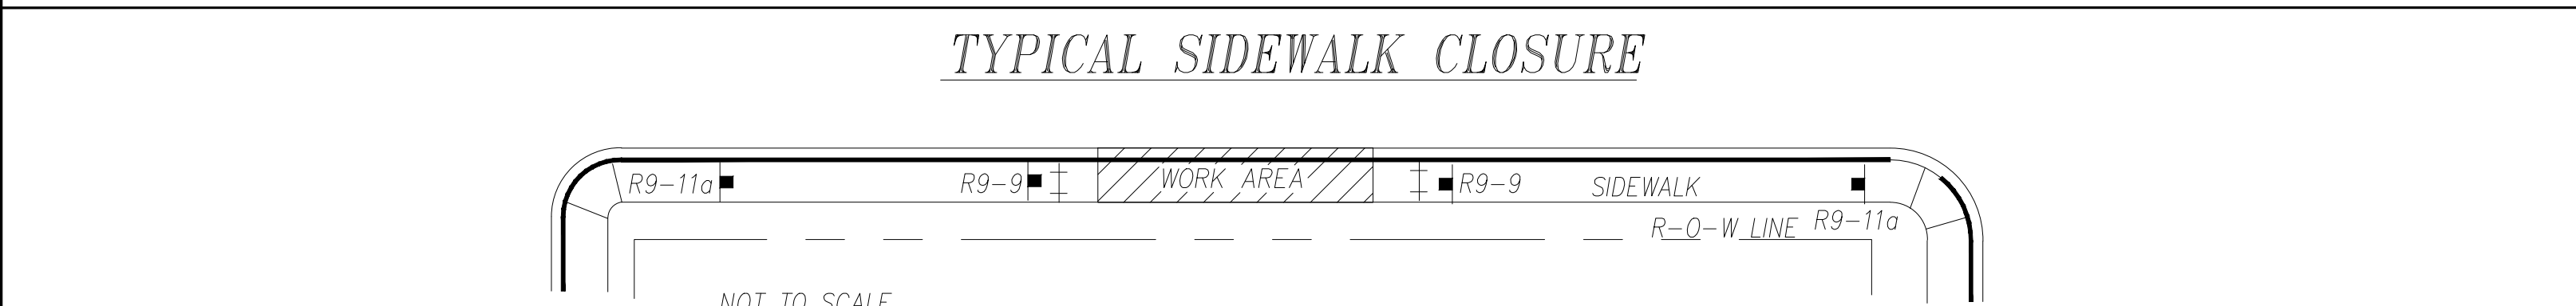 TYPICAL SIDEWALK CLOSURE
R9-11a
R9-9
WORK AREA
R9-9
SIDEWALK
R-O-W LINE
R9-11a
NOT TO SCALE